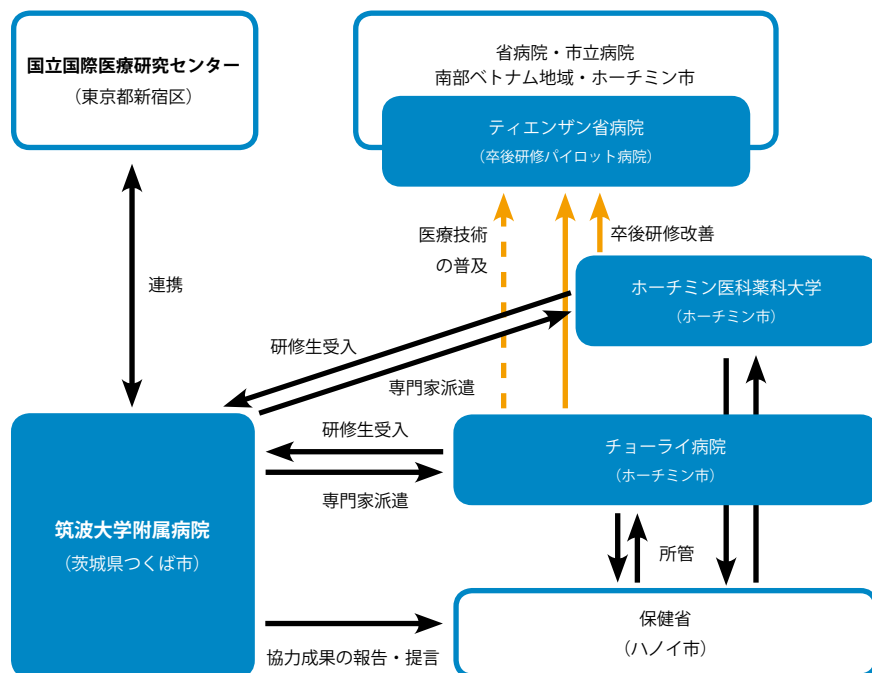 国立国際医療研究センター
（東京都新宿区）
省病院・市立病院
南部ベトナム地域・ホーチミン市
ティエンザン省病院
（卒後研修パイロット病院）
医療技術
の普及
卒後研修改善
連携
ホーチミン医科薬科大学
（ホーチミン市）
研修生受入
専門家派遣
研修生受入
専門家派遣
チョーライ病院
（ホーチミン市）
筑波大学附属病院
（茨城県つくば市）
所管
協力成果の報告・提言
保健省
（ハノイ市）